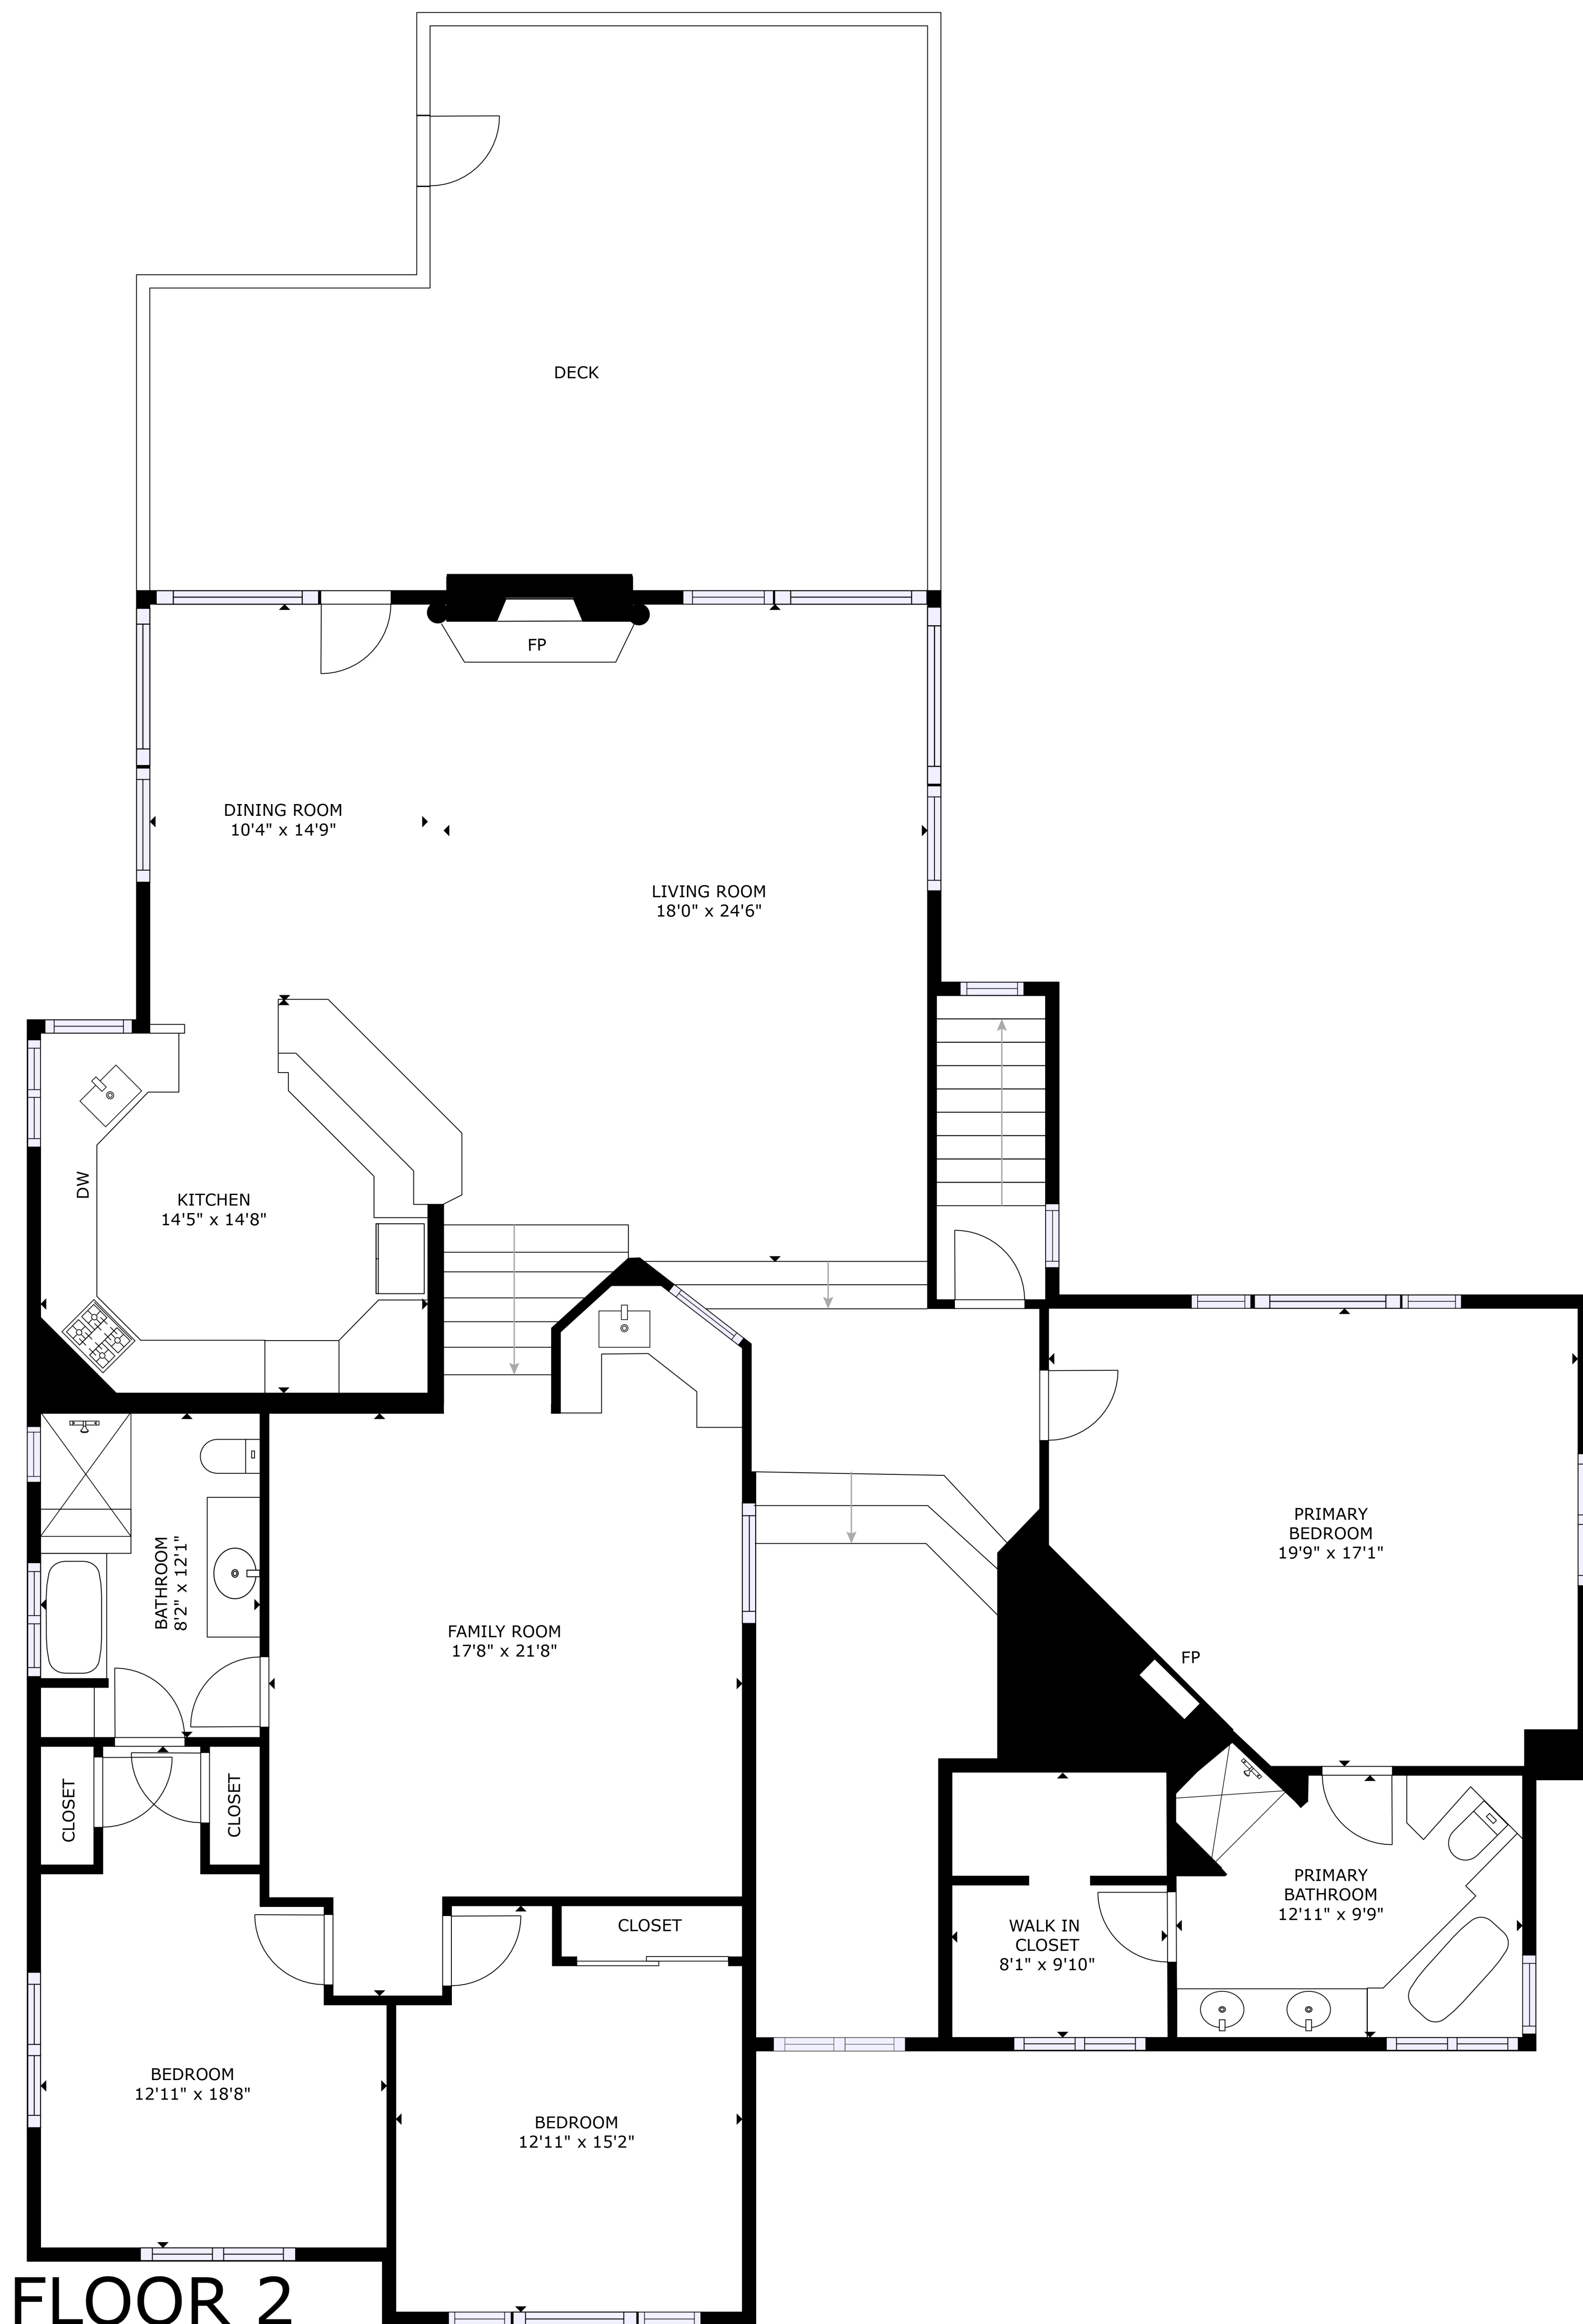 DECK
FP
DINING ROOM
10'4" x 14'9"
LIVING ROOM
18'0" x 24'6"
DW
KITCHEN
14'5" x 14'8"
PRIMARY
BEDROOM
19'9" x 17'1"
BATHROOM
8'2" x 12'1"
FAMILY ROOM
17'8" x 21'8"
FP
CLOSET
CLOSET
PRIMARY
BATHROOM
12'11" x 9'9"
CLOSET
WALK IN
CLOSET
8'1" x 9'10"
BEDROOM
12'11" x 18'8"
BEDROOM
12'11" x 15'2"
FLOOR 2